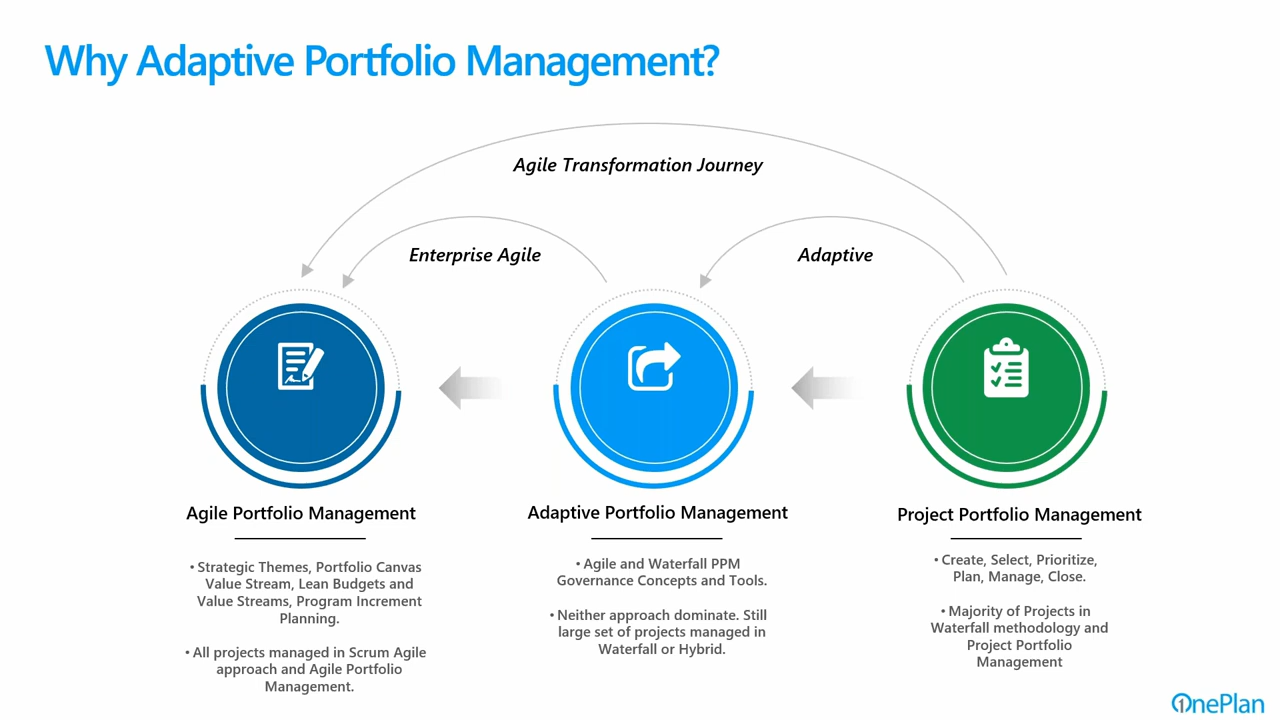 Why Adaptive Portfolio Management?
Agile Transformation Journey
Enterprise Agile
Adaptive
Agile Portfolio Management
• Strategic Themes, Portfolio Canvas
Value Stream, Lean Budgets and
Value Streams, Program Increment
Planning.
• All projects managed in Scrum Agile
approach and Agile Portfolio
Management.
Adaptive Portfolio Management
• Agile and Waterfall PPM
Governance Concepts and Tools.
• Neither approach dominate. Still
large set of projects managed in
Waterfall or Hybrid.
Project Portfolio Management
• Create, Select, Prioritize,
Plan, Manage, Close.
• Majority of Projects in
Waterfall methodology and
Project Portfolio
Management
OnePlan